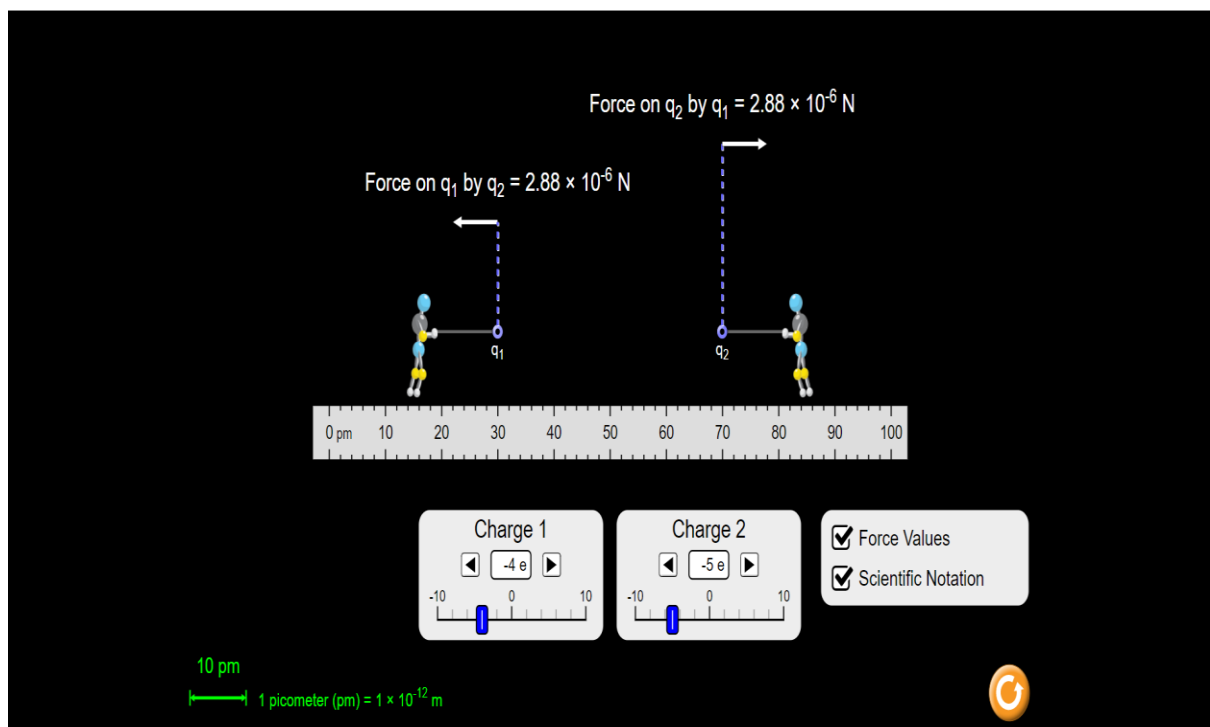 Force on q₂ by q₁ = 2.88 × 10⁻⁶ N
Force on q₁ by q₂ = 2.88 × 10⁻⁶ N
q₁
q₂
0 pm 10 20 30 40 50 60 70 80 90 100
Charge 1
-4 e
-10 0 10
Charge 2
-5 e
-10 0 10
Force Values
Scientific Notation
10 pm
1 picometer (pm) = 1 × 10⁻¹² m